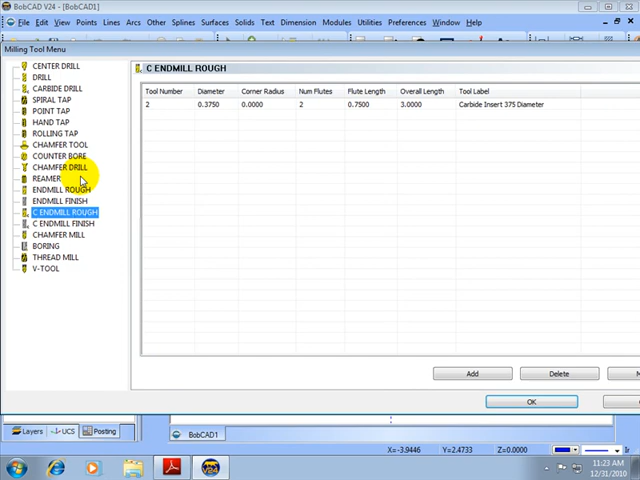 BobCAD V24 - [BobCAD1]
File Edit View Points Lines Arcs Other Splines Surfaces Dimension Modules Utilities Preferences Window Help
Milling Tool Menu
CENTER DRILL
DRILL
CARBIDE DRILL
SPIRAL TAP
POINT TAP
HAND TAP
ROLLING TAP
CHAMFER TOOL
COUNTER BORE
CHAMFER DRILL
REAMER
ENDMILL ROUGH
ENDMILL FINISH
C ENDMILL ROUGH
C ENDMILL FINISH
CHAMFER MILL
BORING
THREAD MILL
V-TOOL
C ENDMILL ROUGH
Tool Number Diameter Corner Radius Num Flutes Flute Length Overall Length Tool Label
2 0.3750 0.0000 2 0.7500 3.0000 Carbide Insert 375 Diameter
Add Delete
OK
Layers UCS Posting
BobCAD1
X=-3.9446 Y=2.4733 Z=0.0000
11:23 AM
12/31/2010